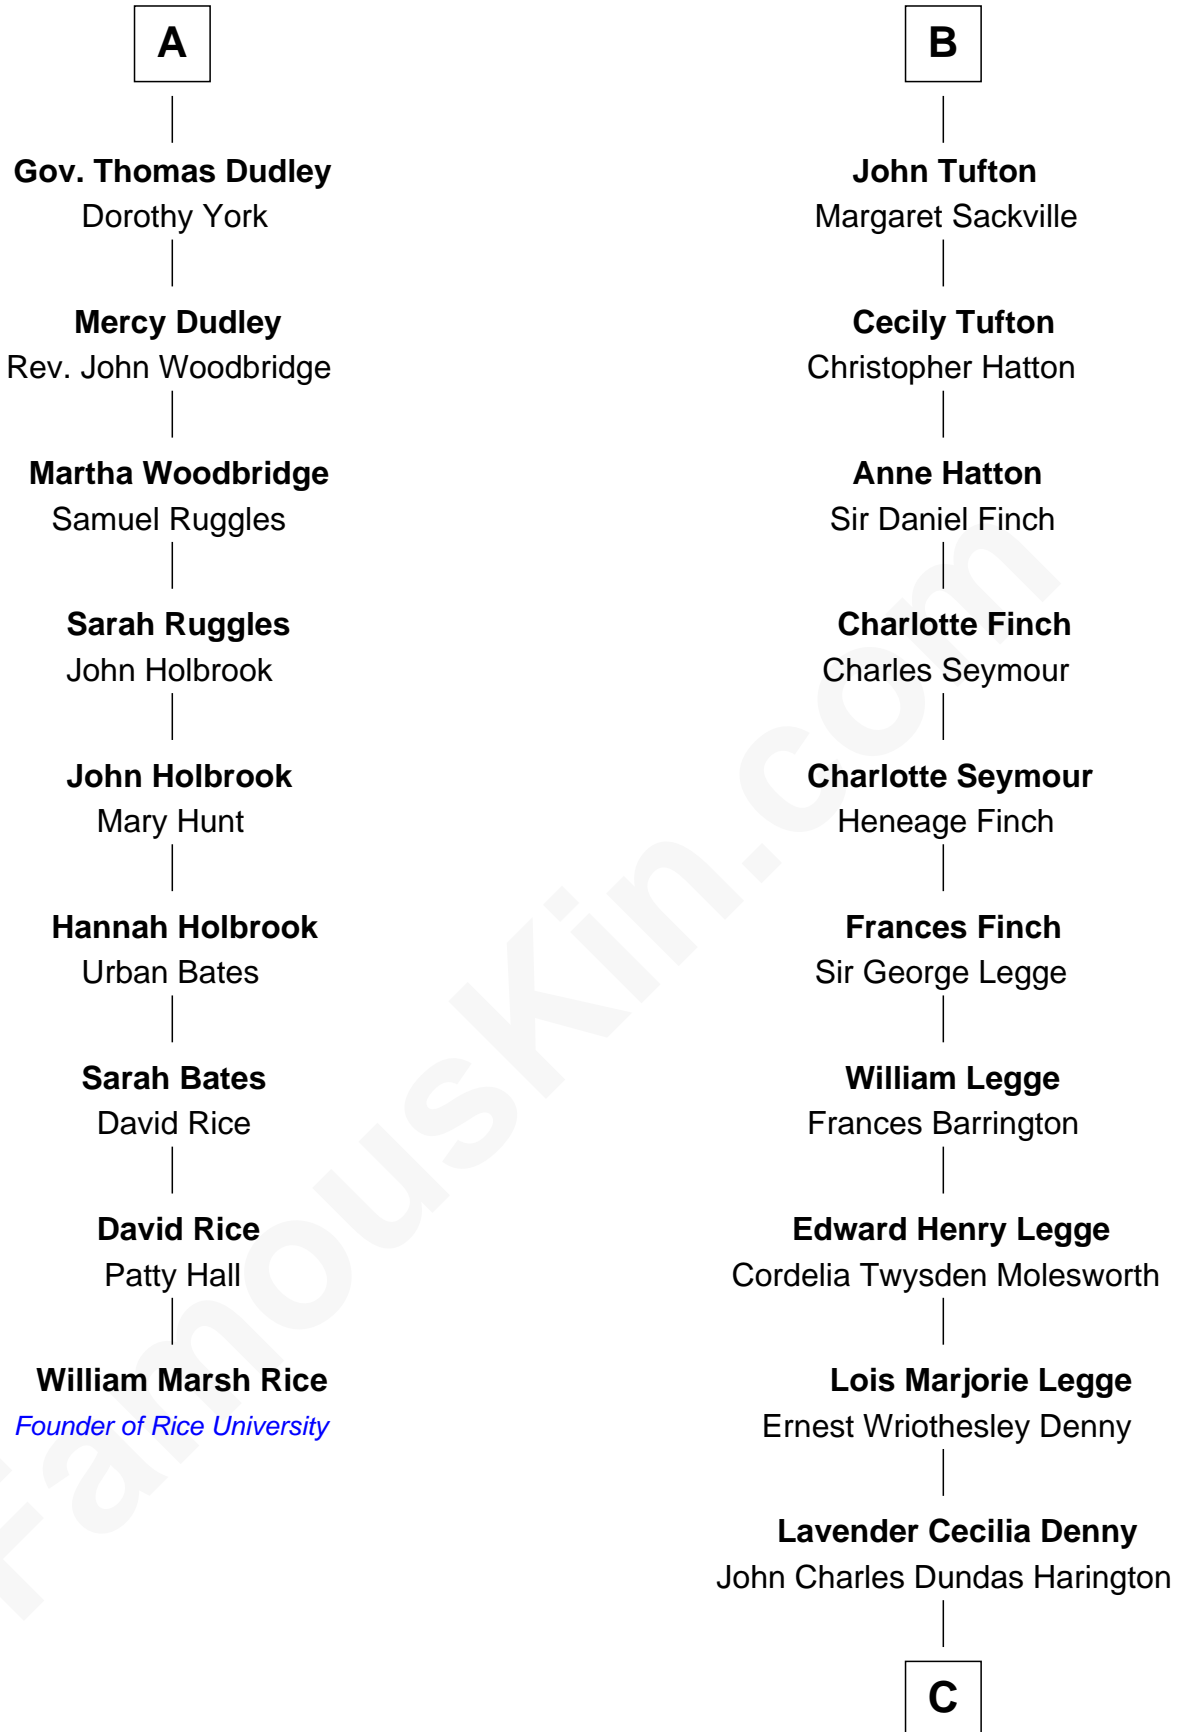 A
Gov. Thomas Dudley
Dorothy York
Mercy Dudley
Rev. John Woodbridge
Martha Woodbridge
Samuel Ruggles
Sarah Ruggles
John Holbrook
John Holbrook
Mary Hunt
Hannah Holbrook
Urban Bates
Sarah Bates
David Rice
David Rice
Patty Hall
William Marsh Rice
Founder of Rice University
B
John Tufton
Margaret Sackville
Cecily Tufton
Christopher Hatton
Anne Hatton
Sir Daniel Finch
Charlotte Finch
Charles Seymour
Charlotte Seymour
Heneage Finch
Frances Finch
Sir George Legge
William Legge
Frances Barrington
Edward Henry Legge
Cordelia Twysden Molesworth
Lois Marjorie Legge
Ernest Wriothesley Denny
Lavender Cecilia Denny
John Charles Dundas Harington
C
FamousKin.com